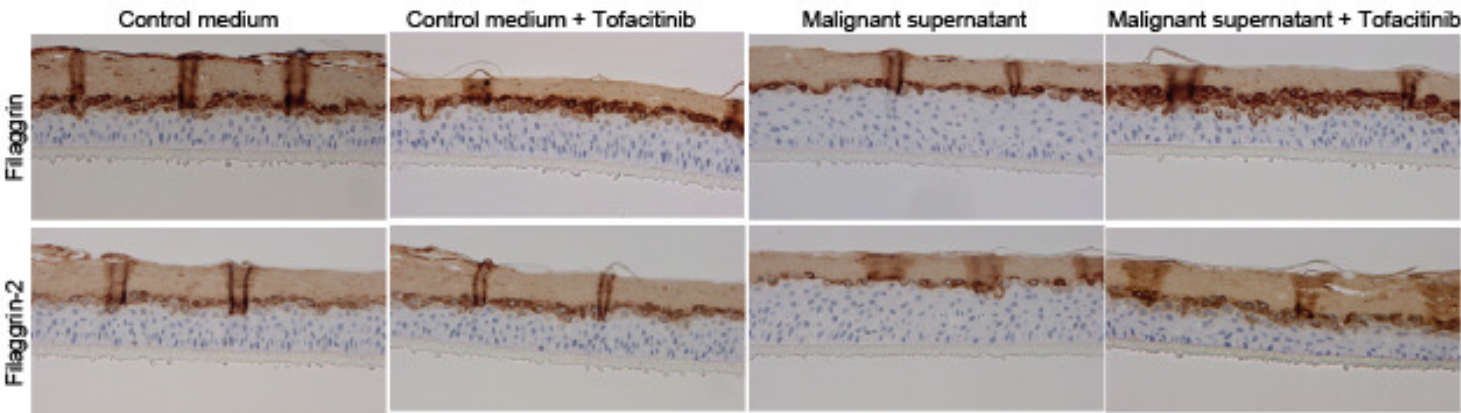 Control medium
Control medium + Tofacitinib
Malignant supernatant
Malignant supernatant + Tofacitinib
Filaggrin
Filaggrin-2